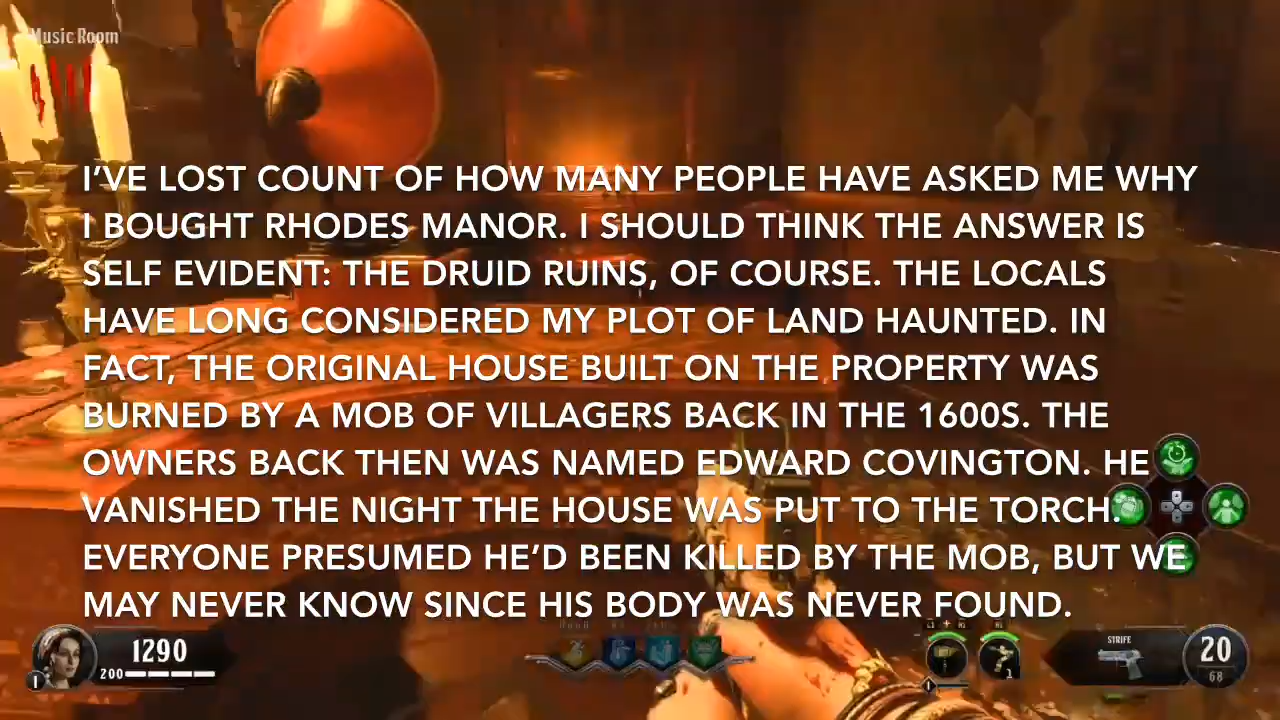 Music Room
I'VE LOST COUNT OF HOW MANY PEOPLE HAVE ASKED ME WHY
I BOUGHT RHODES MANOR. I SHOULD THINK THE ANSWER IS
SELF EVIDENT: THE DRUID RUINS, OF COURSE. THE LOCALS
HAVE LONG CONSIDERED MY PLOT OF LAND HAUNTED. IN
FACT, THE ORIGINAL HOUSE BUILT ON THE PROPERTY WAS
BURNED BY A MOB OF VILLAGERS BACK IN THE 1600S. THE
OWNERS BACK THEN WAS NAMED EDWARD COVINGTON. HE
VANISHED THE NIGHT THE HOUSE WAS PUT TO THE TORCH.
EVERYONE PRESUMED HE'D BEEN KILLED BY THE MOB, BUT WE
MAY NEVER KNOW SINCE HIS BODY WAS NEVER FOUND.
1290
200
1
L1 + R1
R1
1
STRIFE
20
68